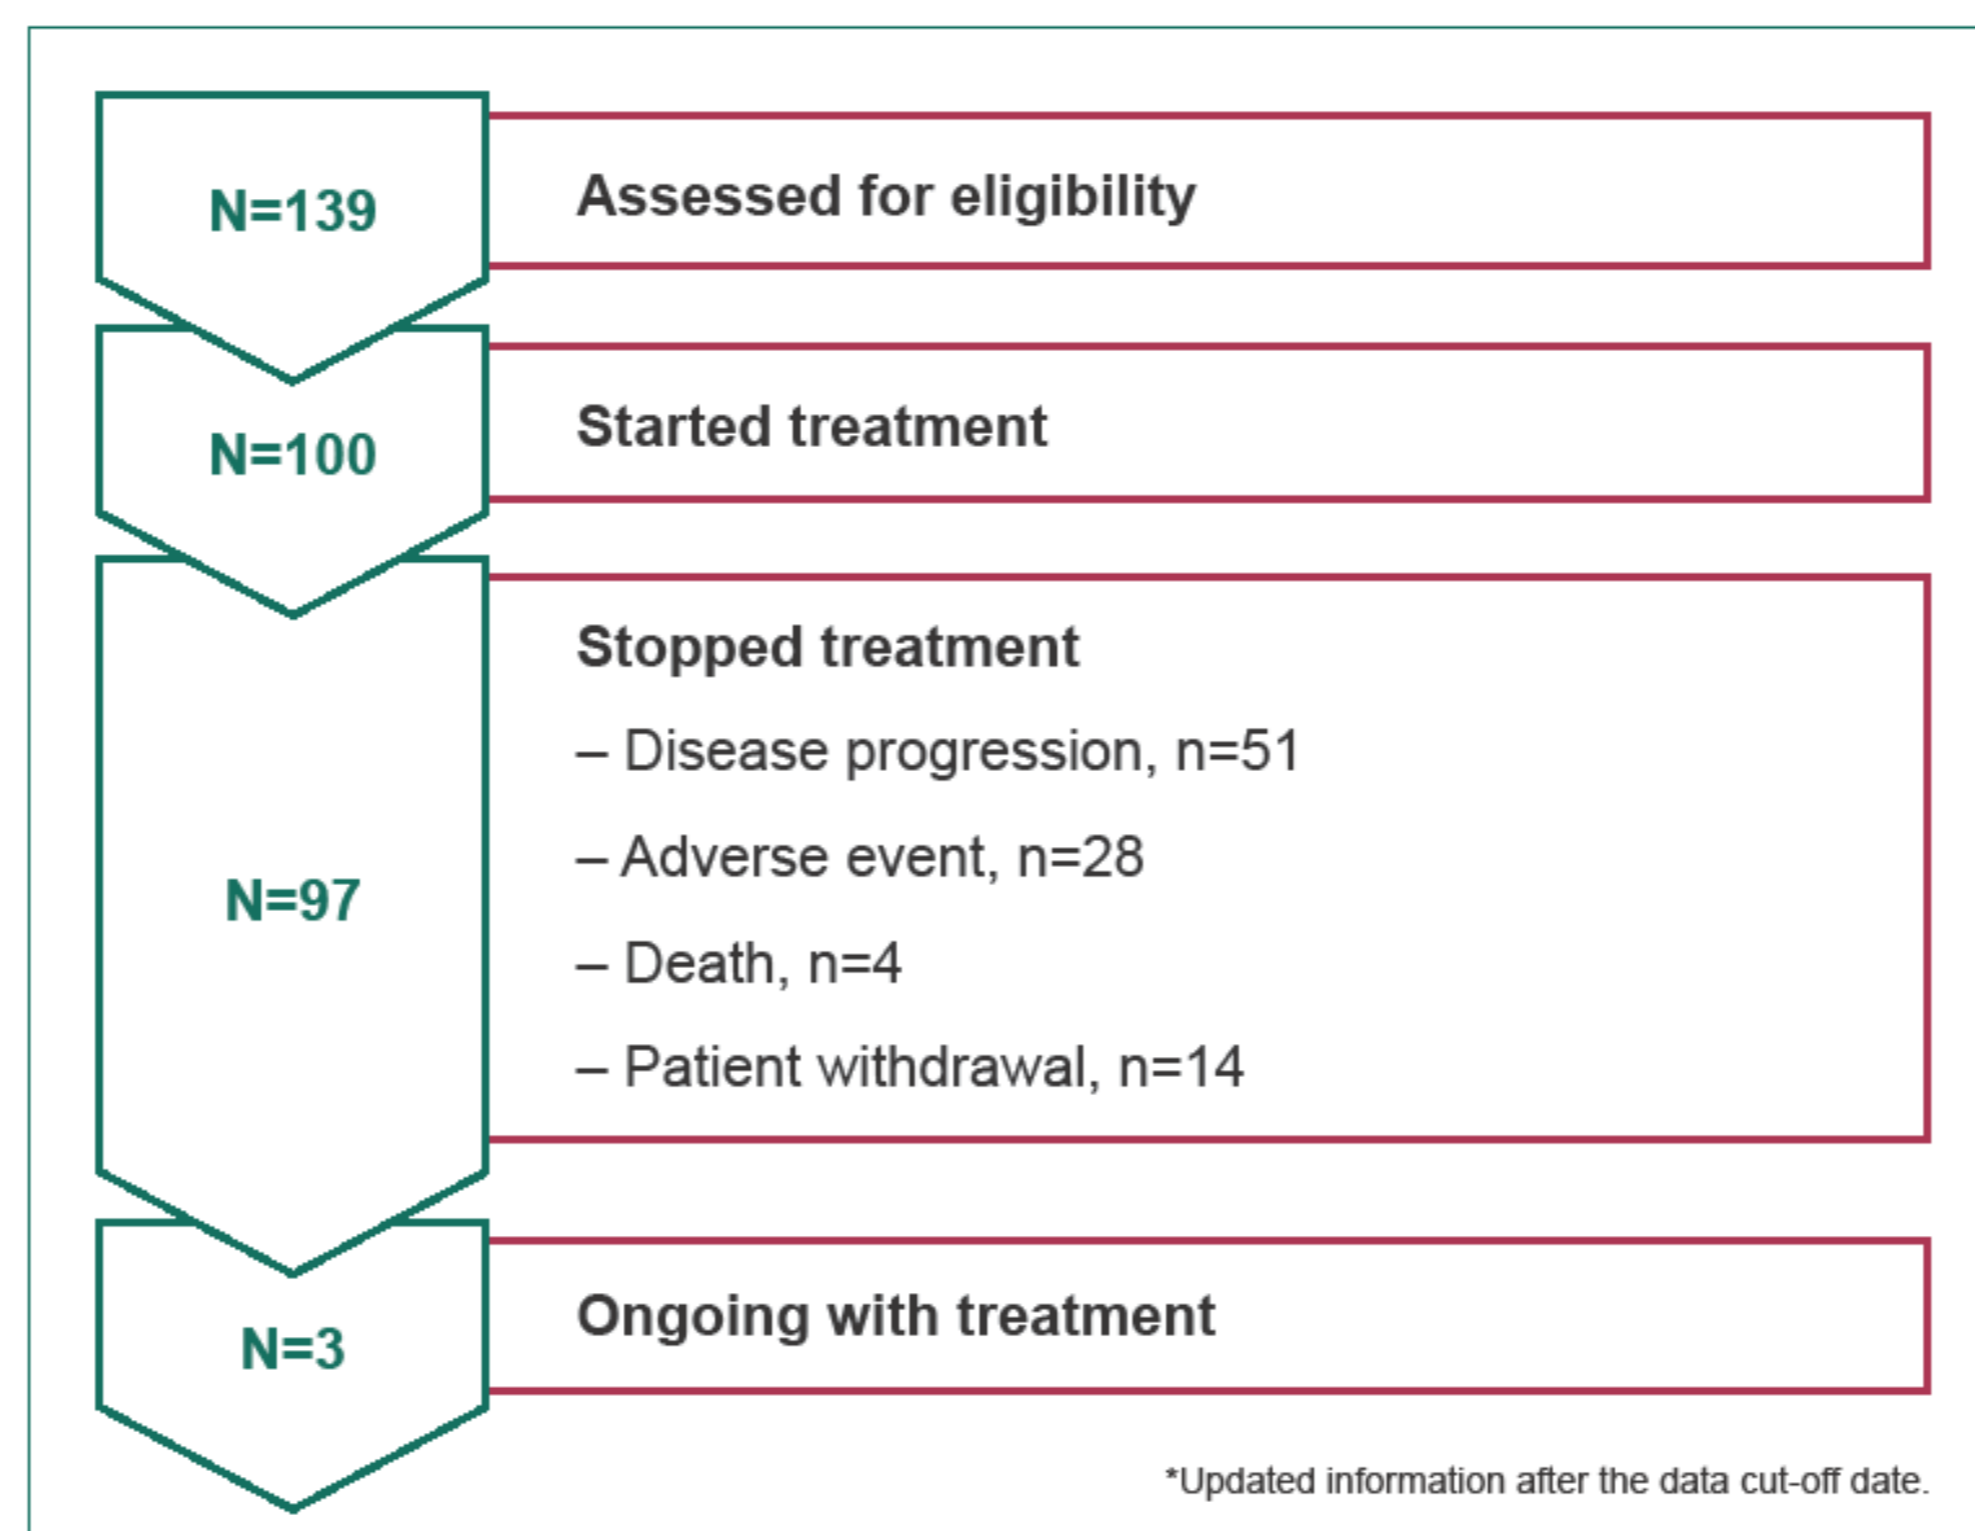 N=139
Assessed for eligibility
N=100
Started treatment
N=97
Stopped treatment
– Disease progression, n=51
– Adverse event, n=28
– Death, n=4
– Patient withdrawal, n=14
N=3
Ongoing with treatment
*Updated information after the data cut-off date.